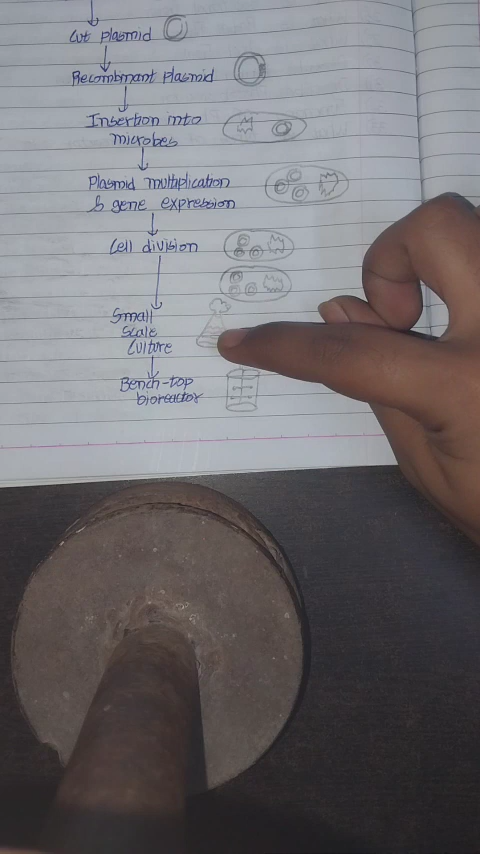 Cut plasmid
Recombinant plasmid
Insertion into
microbes
Plasmid multiplication
& gene expression
Cell division
Small
Scale
Culture
Bench-top
bioreactor